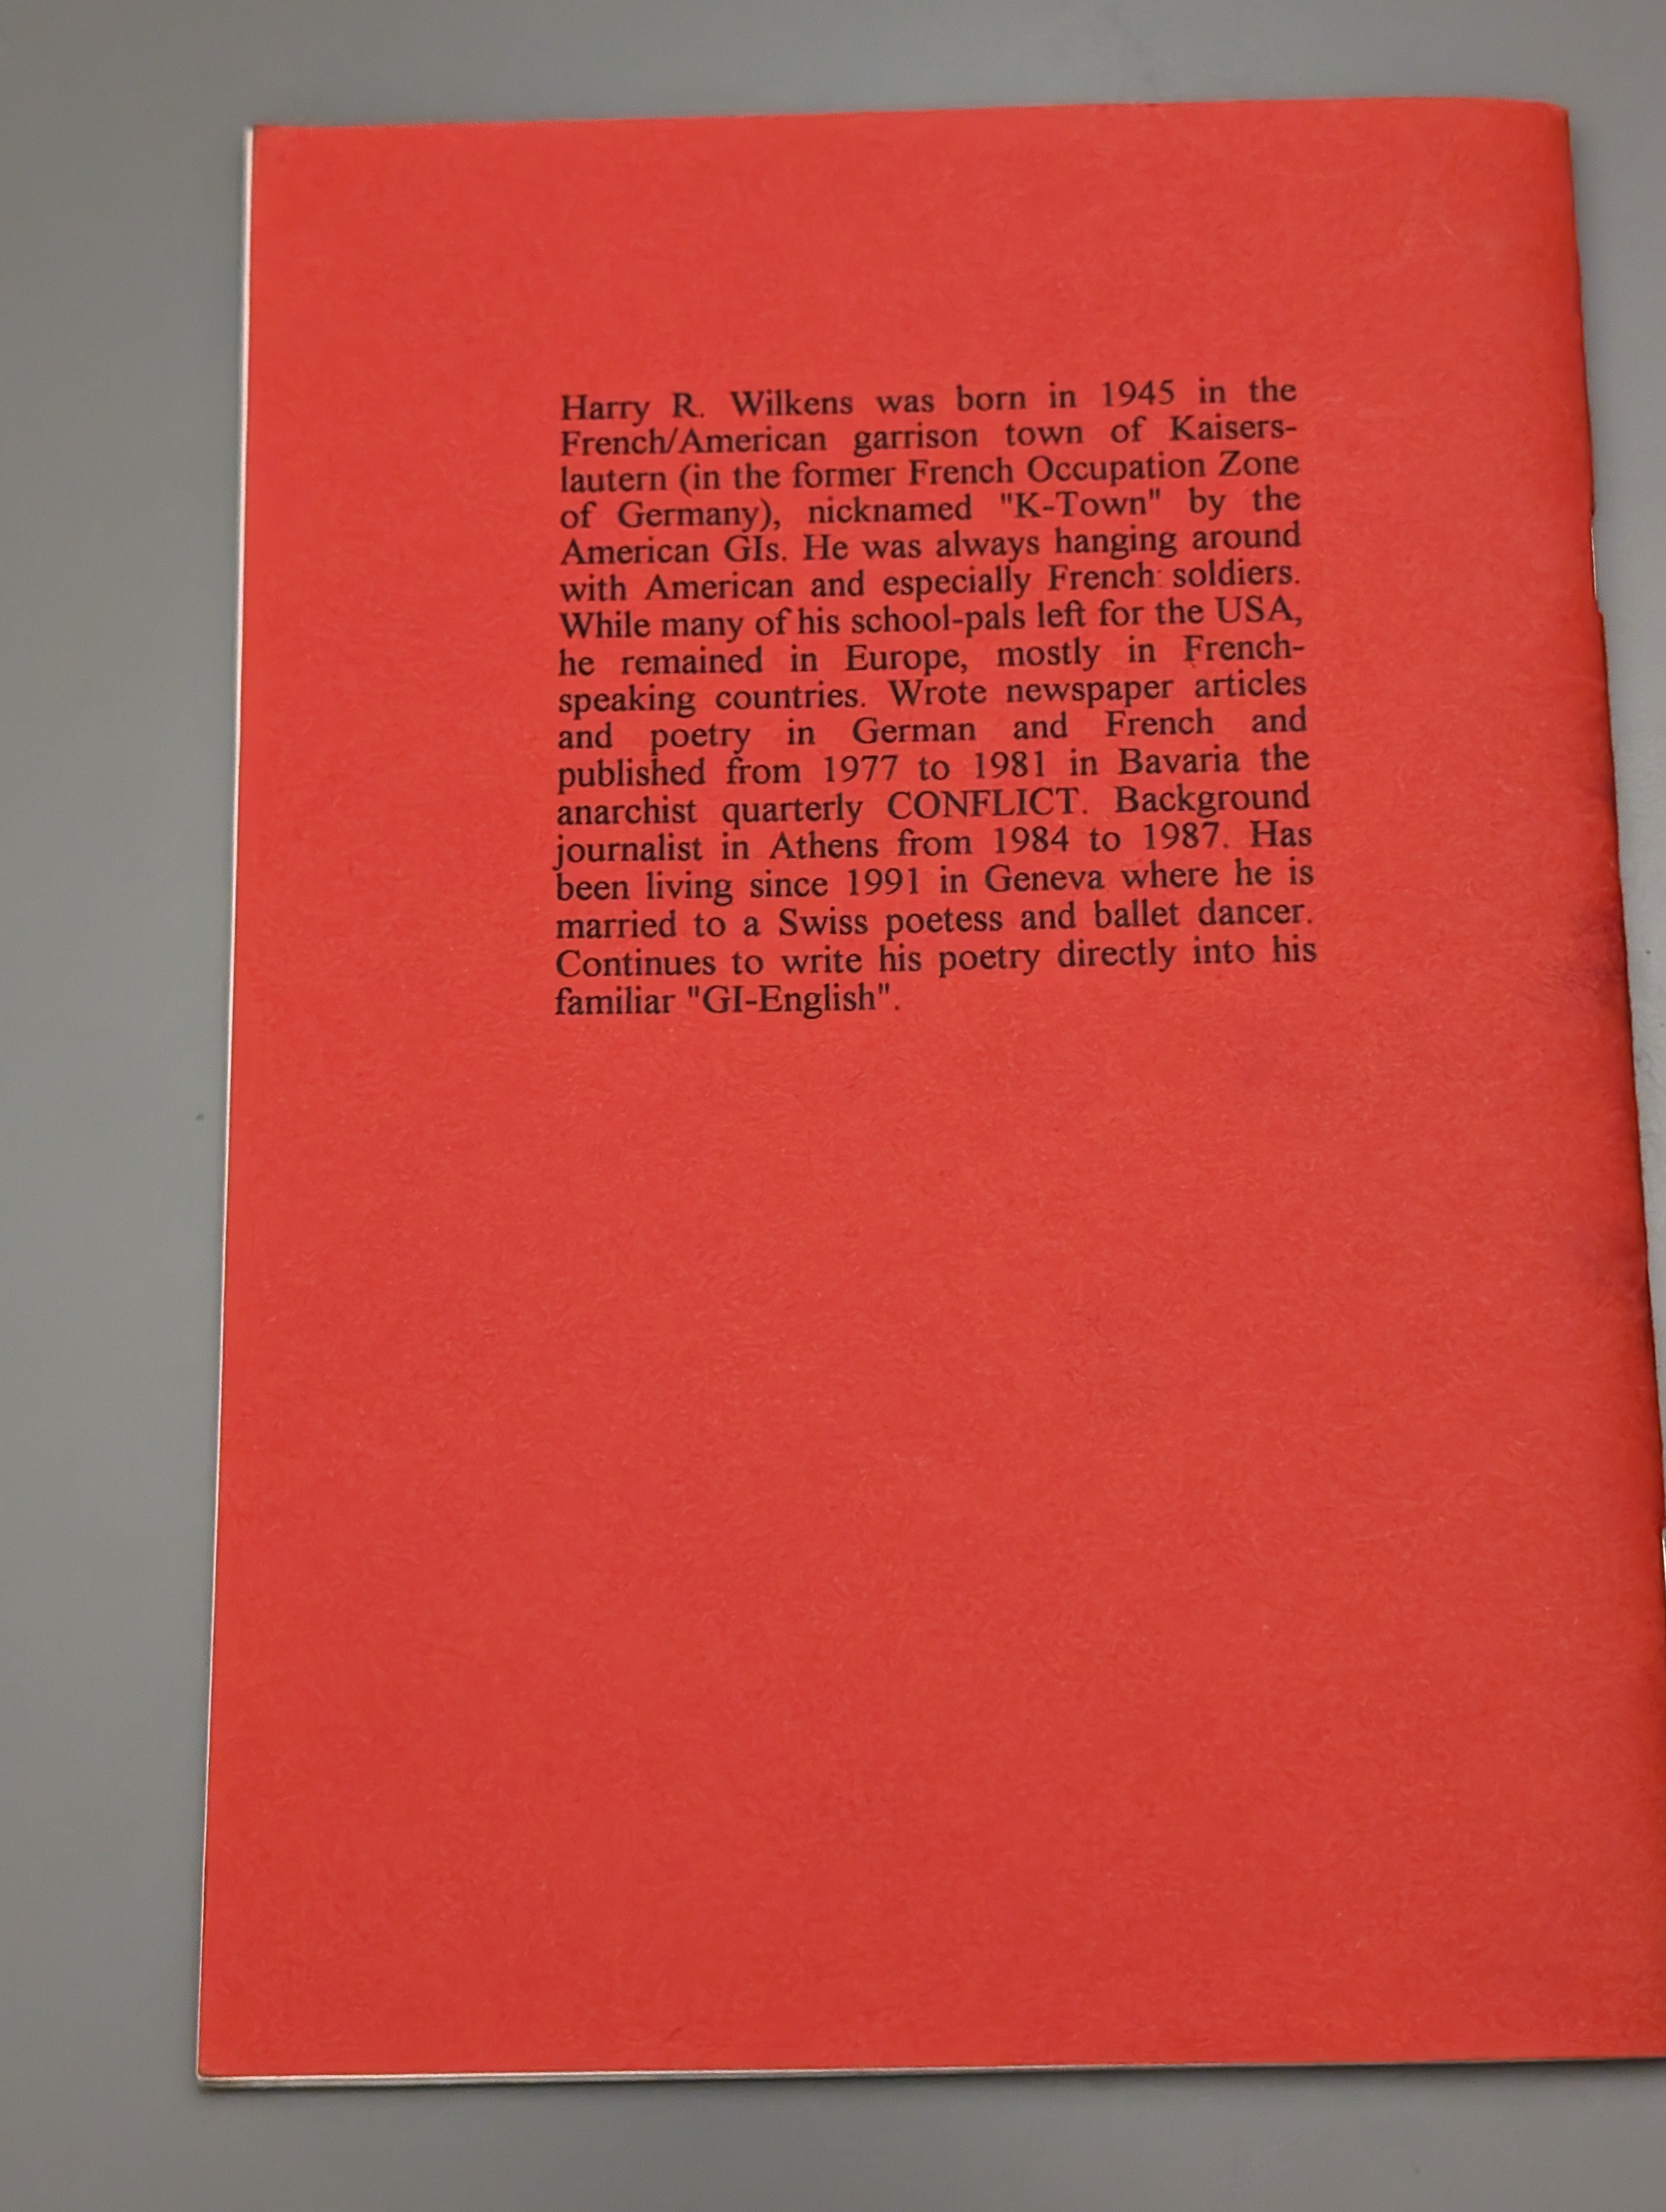 Harry R. Wilkens was born in 1945 in the
French/American garrison town of Kaisers-
lautern (in the former French Occupation Zone
of Germany), nicknamed "K-Town" by the
American GIs. He was always hanging around
with American and especially French soldiers.
While many of his school-pals left for the USA,
he remained in Europe, mostly in French-
speaking countries. Wrote newspaper articles
and poetry in German and French and
published from 1977 to 1981 in Bavaria the
anarchist quarterly CONFLICT. Background
journalist in Athens from 1984 to 1987. Has
been living since 1991 in Geneva where he is
married to a Swiss poetess and ballet dancer.
Continues to write his poetry directly into his
familiar "GI-English".